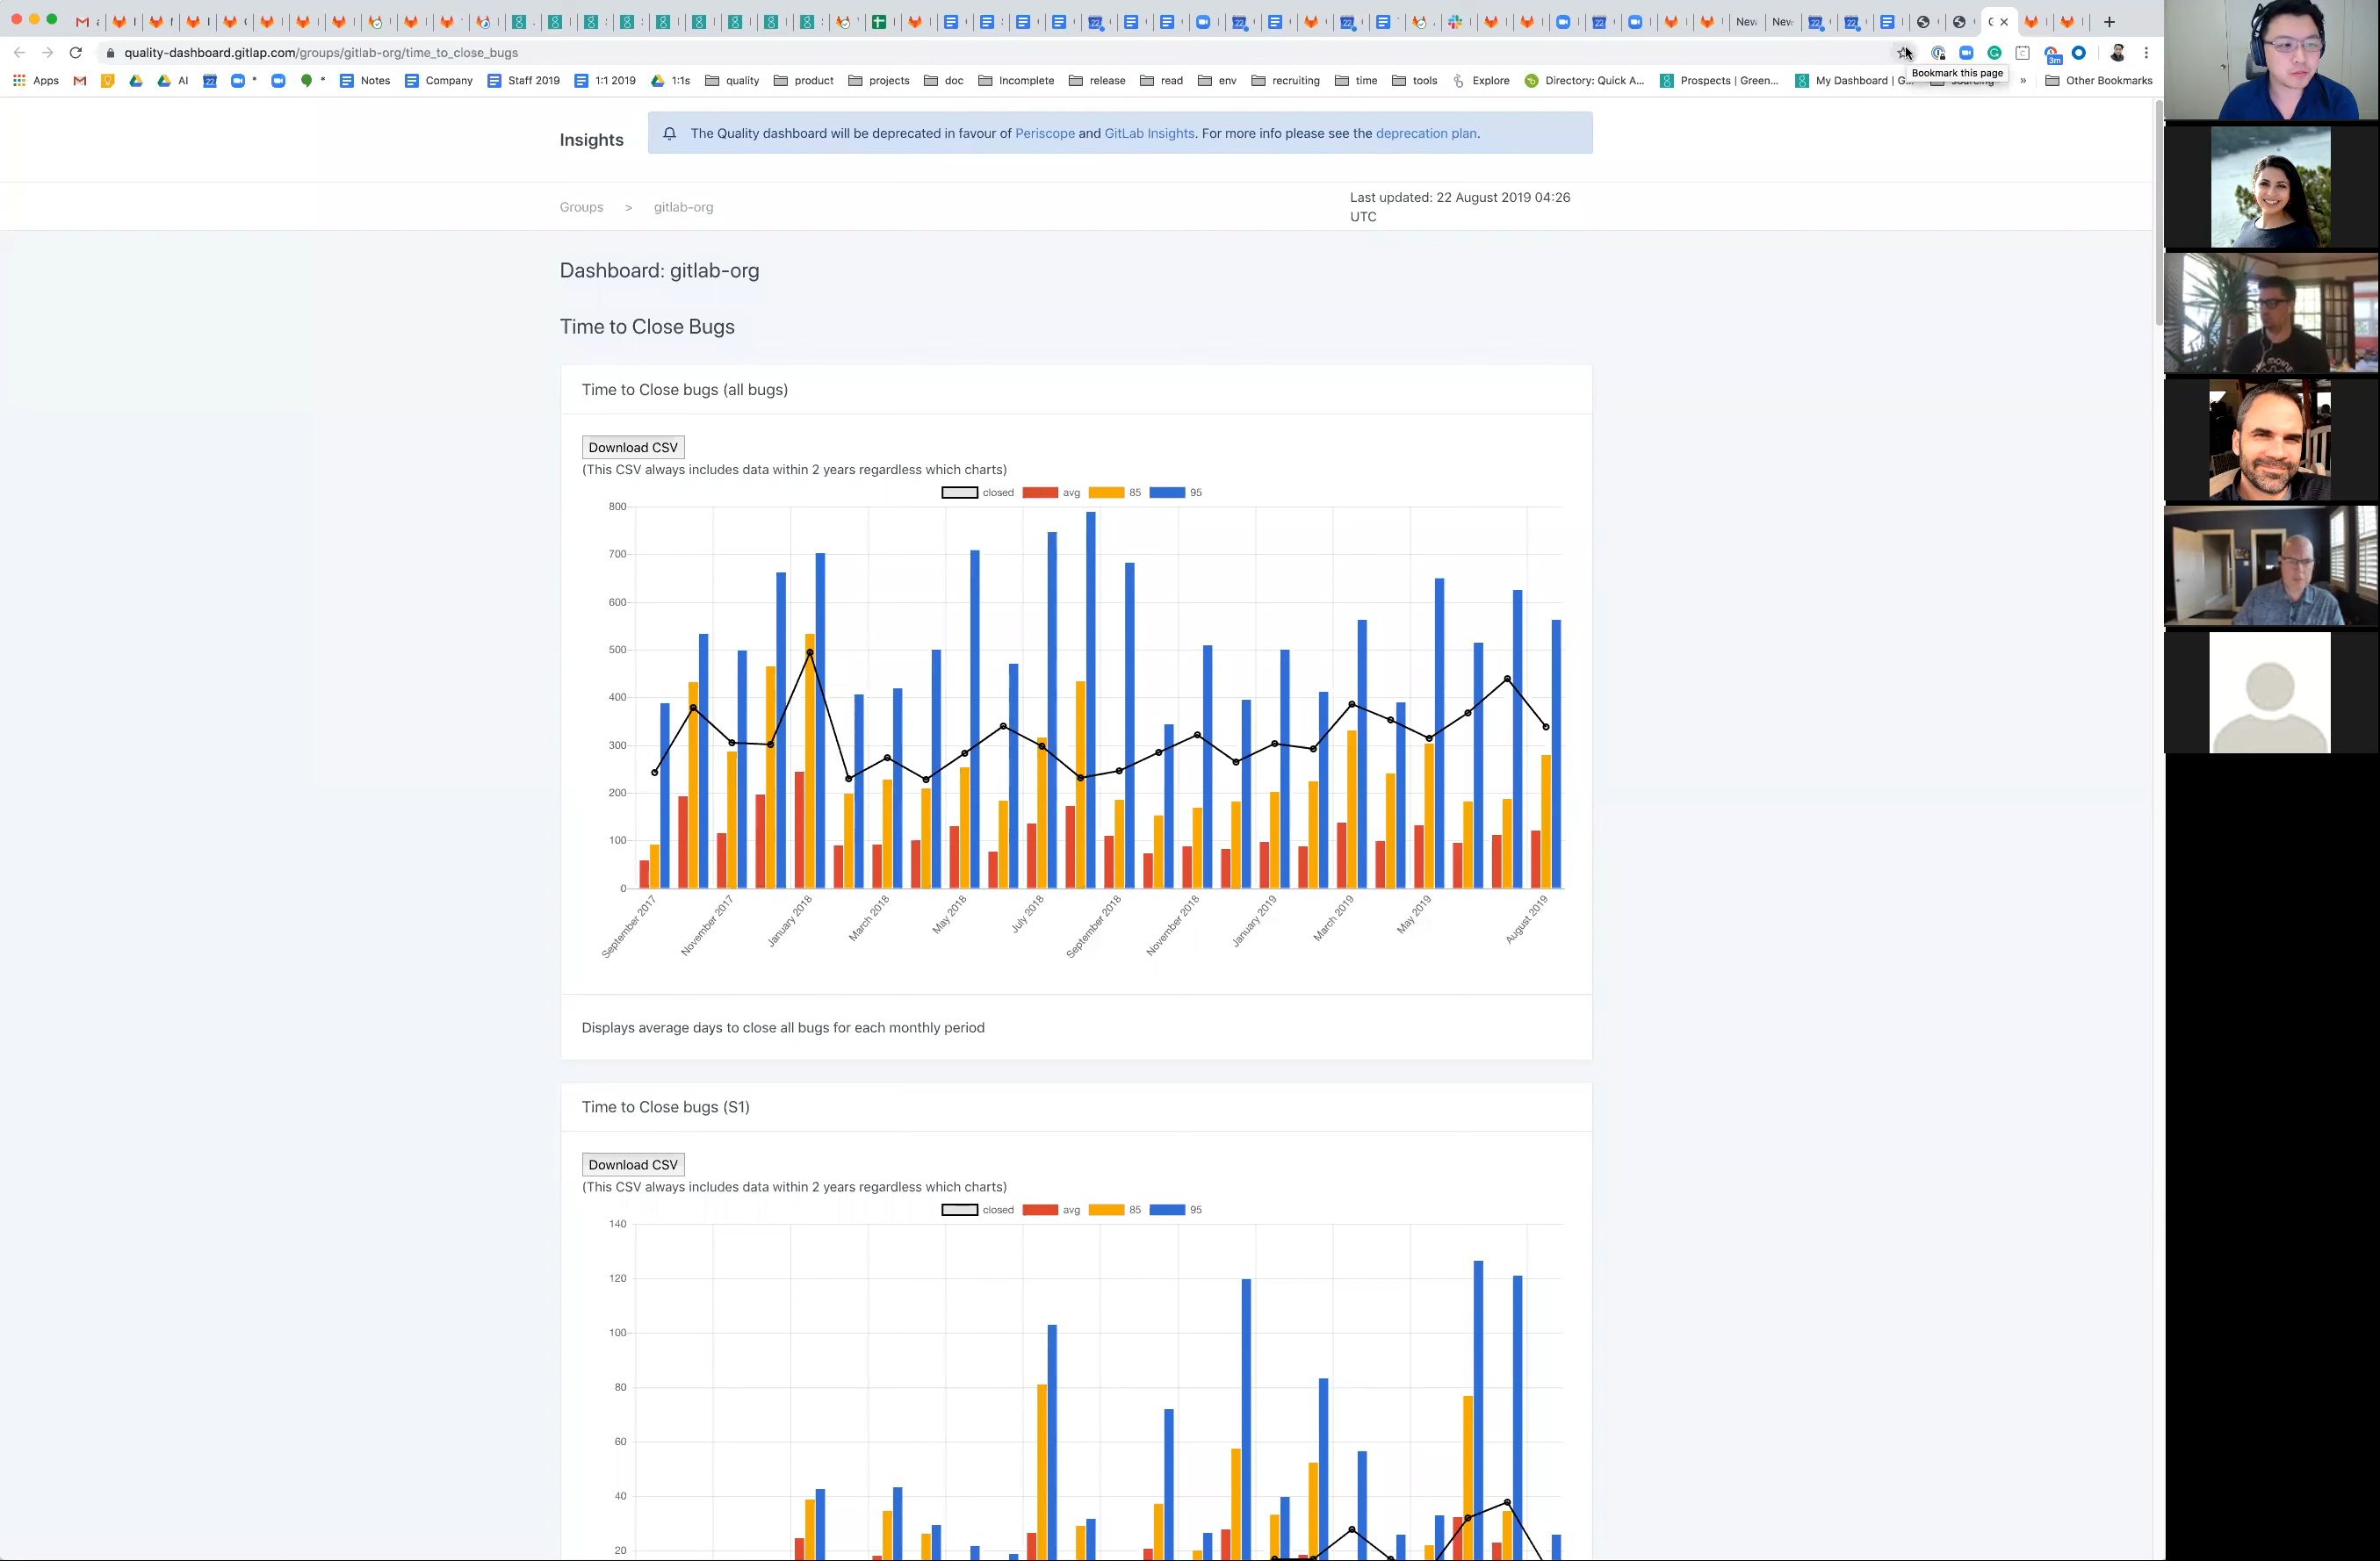 New
New
quality-dashboard.gitlap.com/groups/gitlab-org/time_to_close_bugs
3m
Bookmark this page
Apps
AI
22
*
*
Notes
Company
Staff 2019
1:1 2019
1:1s
quality
product
projects
doc
Incomplete
release
read
env
recruiting
time
tools
Explore
Directory: Quick A...
Prospects | Green...
My Dashboard | G...
»
Other Bookmarks
Insights
The Quality dashboard will be deprecated in favour of Periscope and GitLab Insights. For more info please see the deprecation plan.
Groups > gitlab-org
Last updated: 22 August 2019 04:26
UTC
Dashboard: gitlab-org
Time to Close Bugs
Time to Close bugs (all bugs)
Download CSV
(This CSV always includes data within 2 years regardless which charts)
closed avg 85 95
800
700
600
500
400
300
200
100
0
September 2017
November 2017
January 2018
March 2018
May 2018
July 2018
September 2018
November 2018
January 2019
March 2019
May 2019
August 2019
Displays average days to close all bugs for each monthly period
Time to Close bugs (S1)
Download CSV
(This CSV always includes data within 2 years regardless which charts)
closed avg 85 95
140
120
100
80
60
40
20